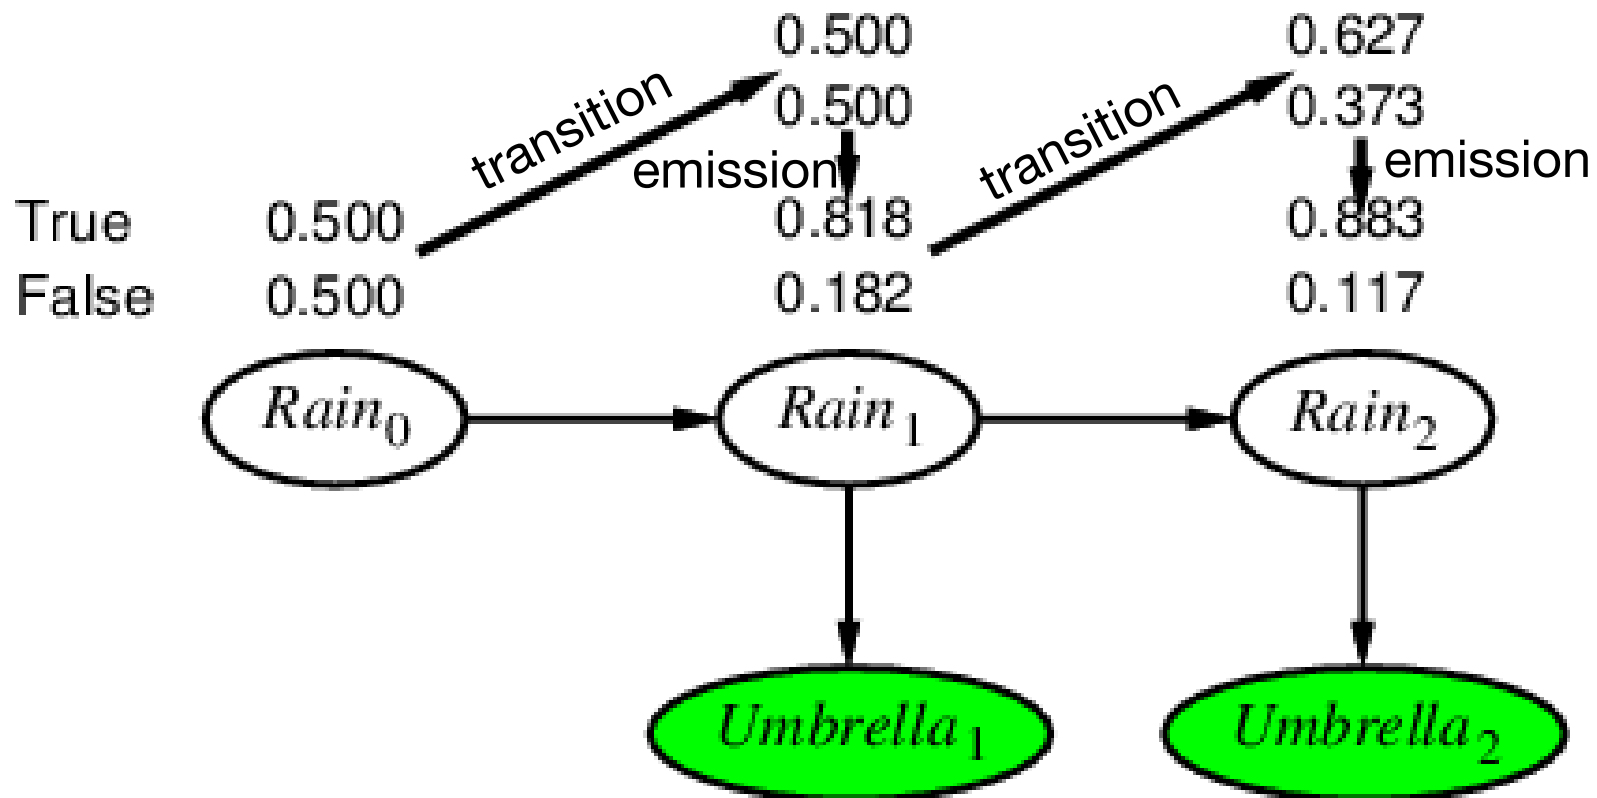 0.500 0.627
0.500 0.373
transition transition
emission emission
True 0.500 0.818 0.883
False 0.500 0.182 0.117
Rain0 Rain1 Rain2
Umbrella1 Umbrella2